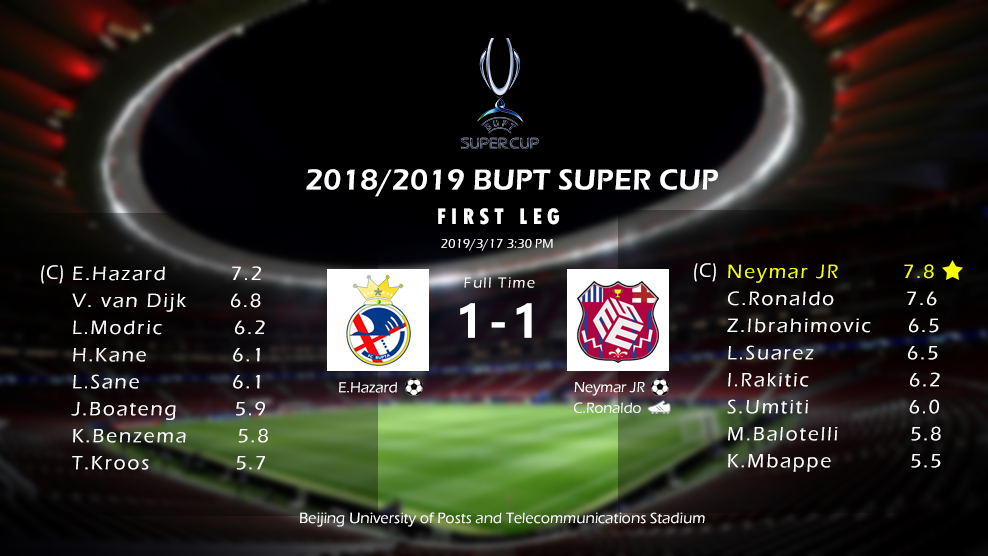 BUPT
SUPER CUP
2018/2019 BUPT SUPER CUP
FIRST LEG
2019/3/17 3:30 PM
(C) E.Hazard 7.2
V. van Dijk 6.8
L.Modric 6.2
H.Kane 6.1
L.Sane 6.1
J.Boateng 5.9
K.Benzema 5.8
T.Kroos 5.7
Full Time
1-1
E.Hazard
Neymar JR
C.Ronaldo
(C) Neymar JR 7.8
C.Ronaldo 7.6
Z.Ibrahimovic 6.5
L.Suarez 6.5
I.Rakitic 6.2
S.Umtiti 6.0
M.Balotelli 5.8
K.Mbappe 5.5
Beijing University of Posts and Telecommunications Stadium